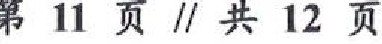 第 11 页 // 共 12 页